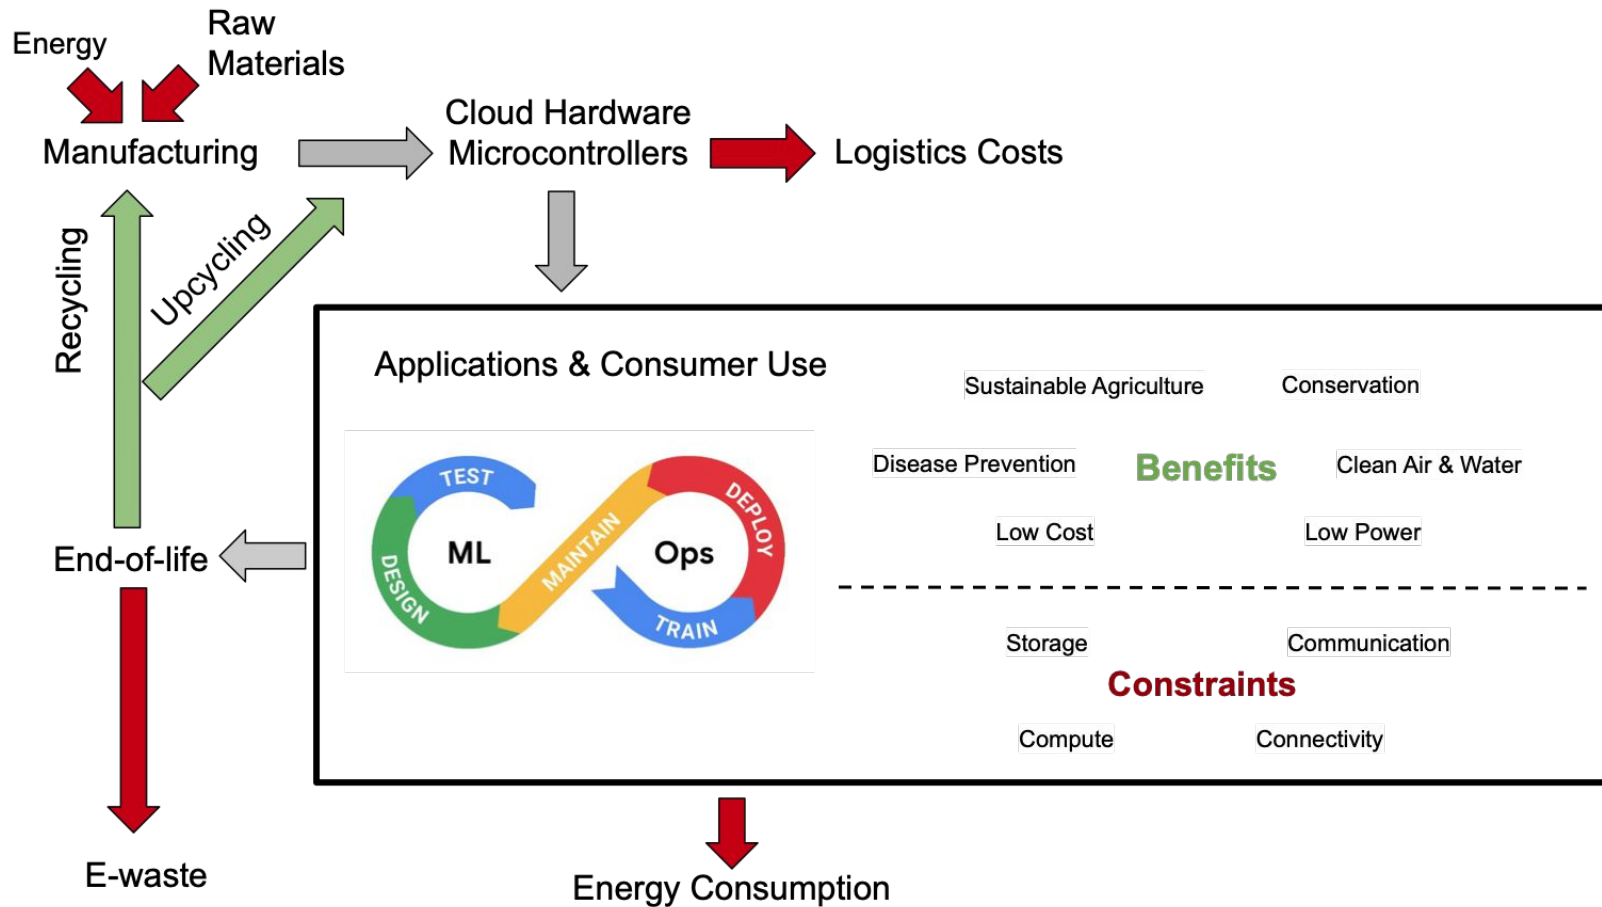 Energy
Raw
Materials
Manufacturing
Cloud Hardware
Microcontrollers
Logistics Costs
Recycling
Upcycling
Applications & Consumer Use
TEST
ML
DESIGN
MAINTAIN
DEPLOY
Ops
TRAIN
Sustainable Agriculture
Conservation
Disease Prevention
Benefits
Clean Air & Water
Low Cost
Low Power
Storage
Communication
Constraints
Compute
Connectivity
End-of-life
E-waste
Energy Consumption